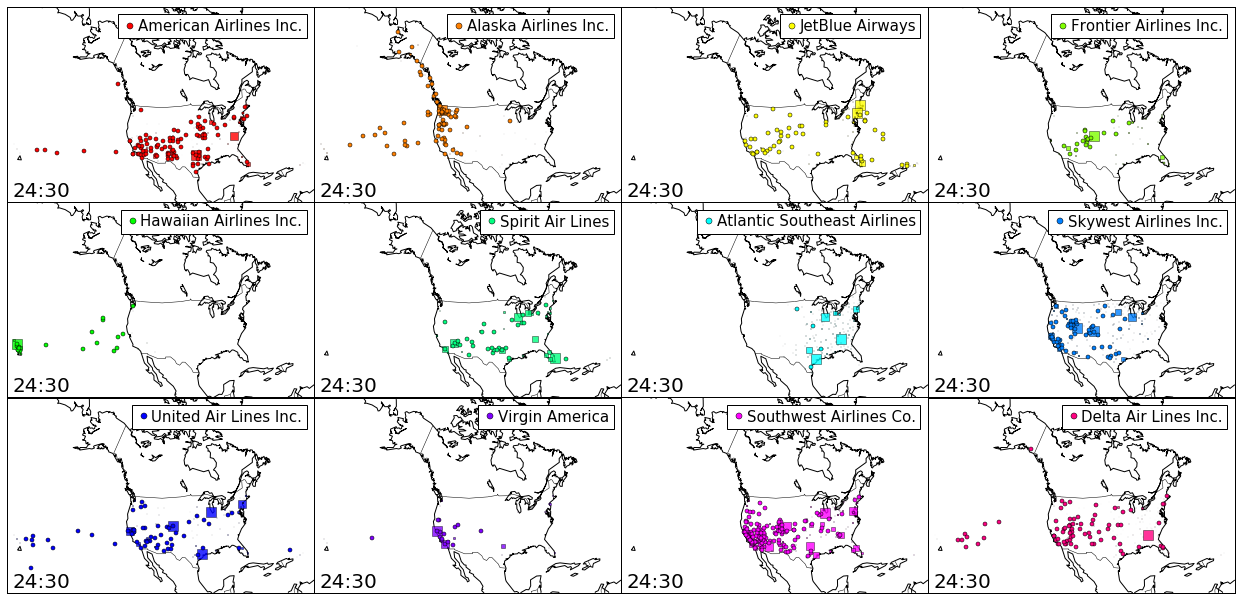 American Airlines Inc.
Alaska Airlines Inc.
JetBlue Airways
Frontier Airlines Inc.
24:30
24:30
24:30
24:30
Hawaiian Airlines Inc.
Spirit Air Lines
Atlantic Southeast Airlines
Skywest Airlines Inc.
24:30
24:30
24:30
24:30
United Air Lines Inc.
Virgin America
Southwest Airlines Co.
Delta Air Lines Inc.
24:30
24:30
24:30
24:30